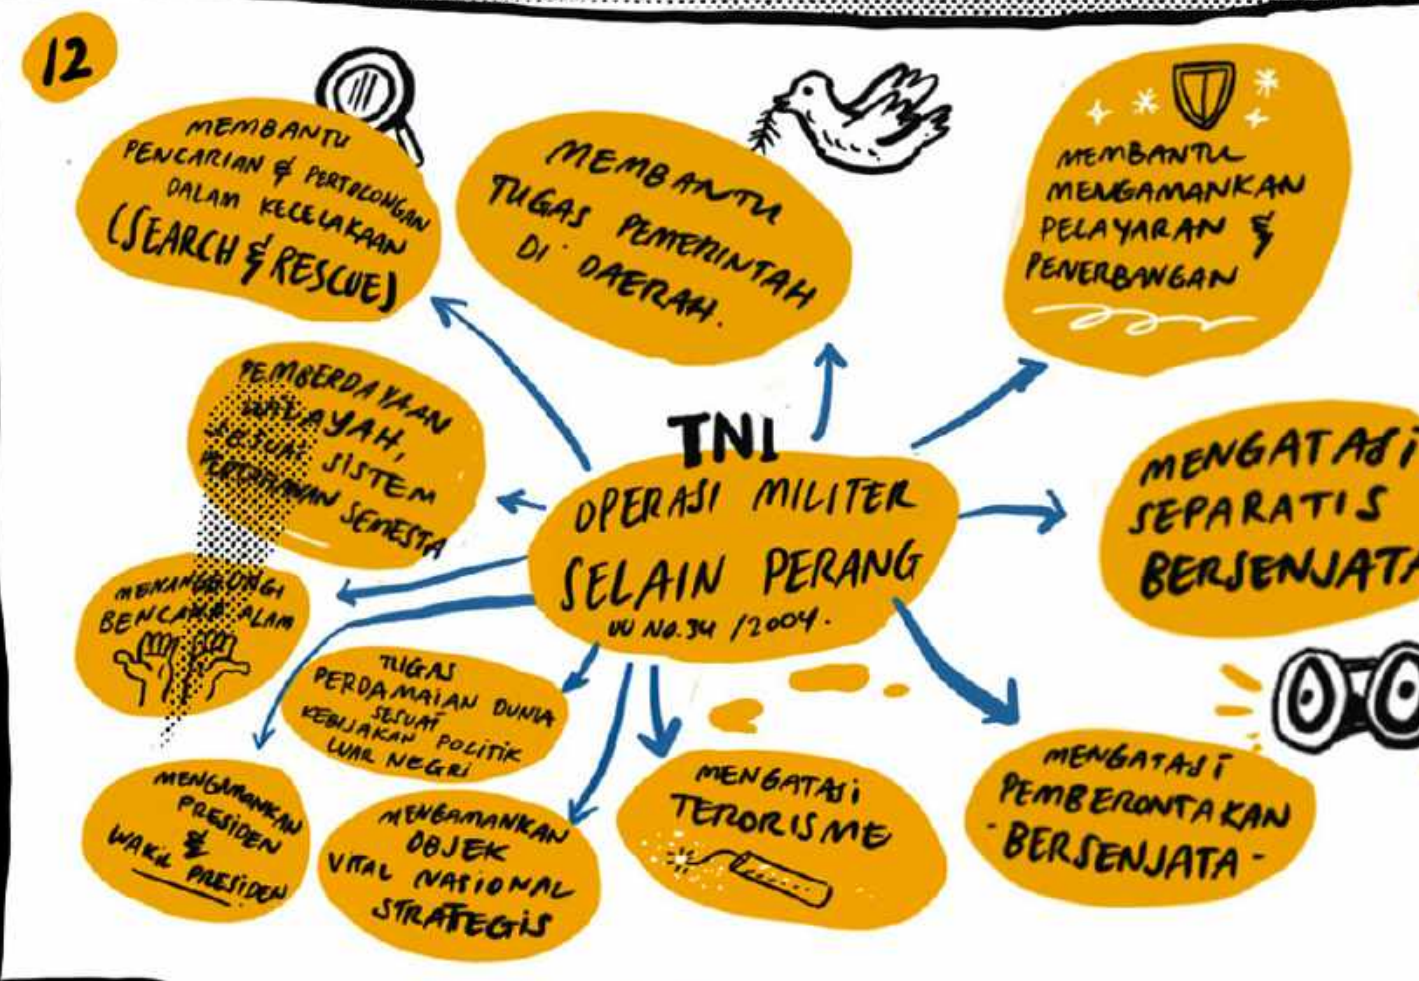 12
MEMBANTU
PENCARIAN & PERTOLONGAN
DALAM KECELAKAAN
(SEARCH & RESCUE)
MEMBANTU
TUGAS PEMERINTAH
DI DAERAH.
MEMBANTU
MENGAMANKAN
PELAYARAN &
PENERBANGAN
PEMBERDAYAAN
WILAYAH,
SESUAI SISTEM
PERTAHANAN SEMESTA
TNI
OPERASI MILITER
SELAIN PERANG
UU NO.34 /2004.
MENGATASI
SEPARATIS
BERSENJATA
MENANGGUNGI
BENCANA ALAM
TUGAS
PERDAMAIAN DUNIA
SESUAI
KEBIJAKAN POLITIK
LUAR NEGRI
MENGAMANKAN
PRESIDEN
&
WAKIL PRESIDEN
MENGAMANKAN
OBJEK
VITAL NASIONAL
STRATEGIS
MENGATASI
TERORISME
MENGATASI
PEMBERONTAKAN
- BERSENJATA -